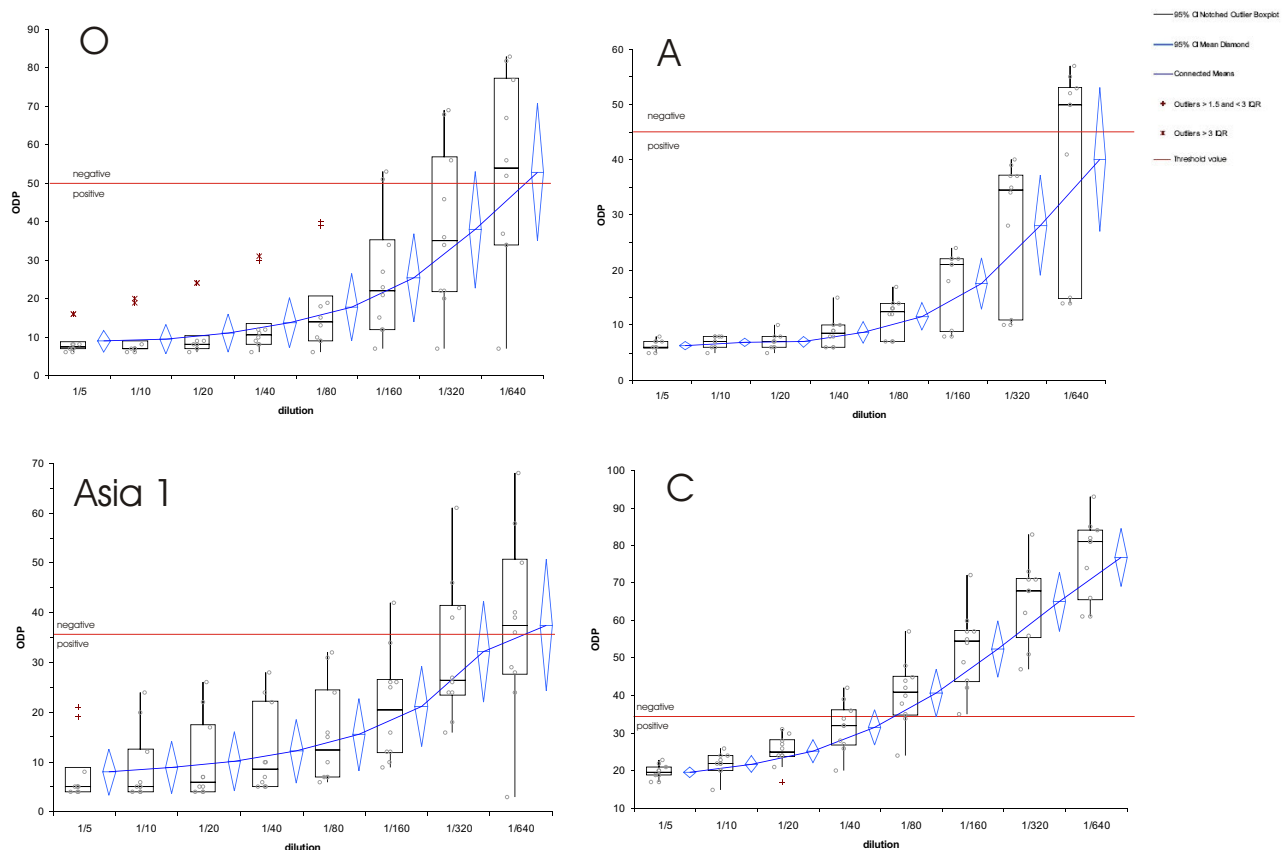 O
90
80
70
60
50
40
30
20
10
0
ODP
negative
positive
1/5 1/10 1/20 1/40 1/80 1/160 1/320 1/640
dilution
A
60
50
40
30
20
10
0
ODP
negative
positive
1/5 1/10 1/20 1/40 1/80 1/160 1/320 1/640
dilution
95% CI Notched Outlier Boxplot
95% CI Mean Diamond
Connected Means
Outliers > 1.5 and < 3 IQR
Outliers > 3 IQR
Threshold value
Asia 1
70
60
50
40
30
20
10
0
ODP
negative
positive
1/5 1/10 1/20 1/40 1/80 1/160 1/320 1/640
dilution
C
100
90
80
70
60
50
40
30
20
10
ODP
negative
positive
1/5 1/10 1/20 1/40 1/80 1/160 1/320 1/640
dilution